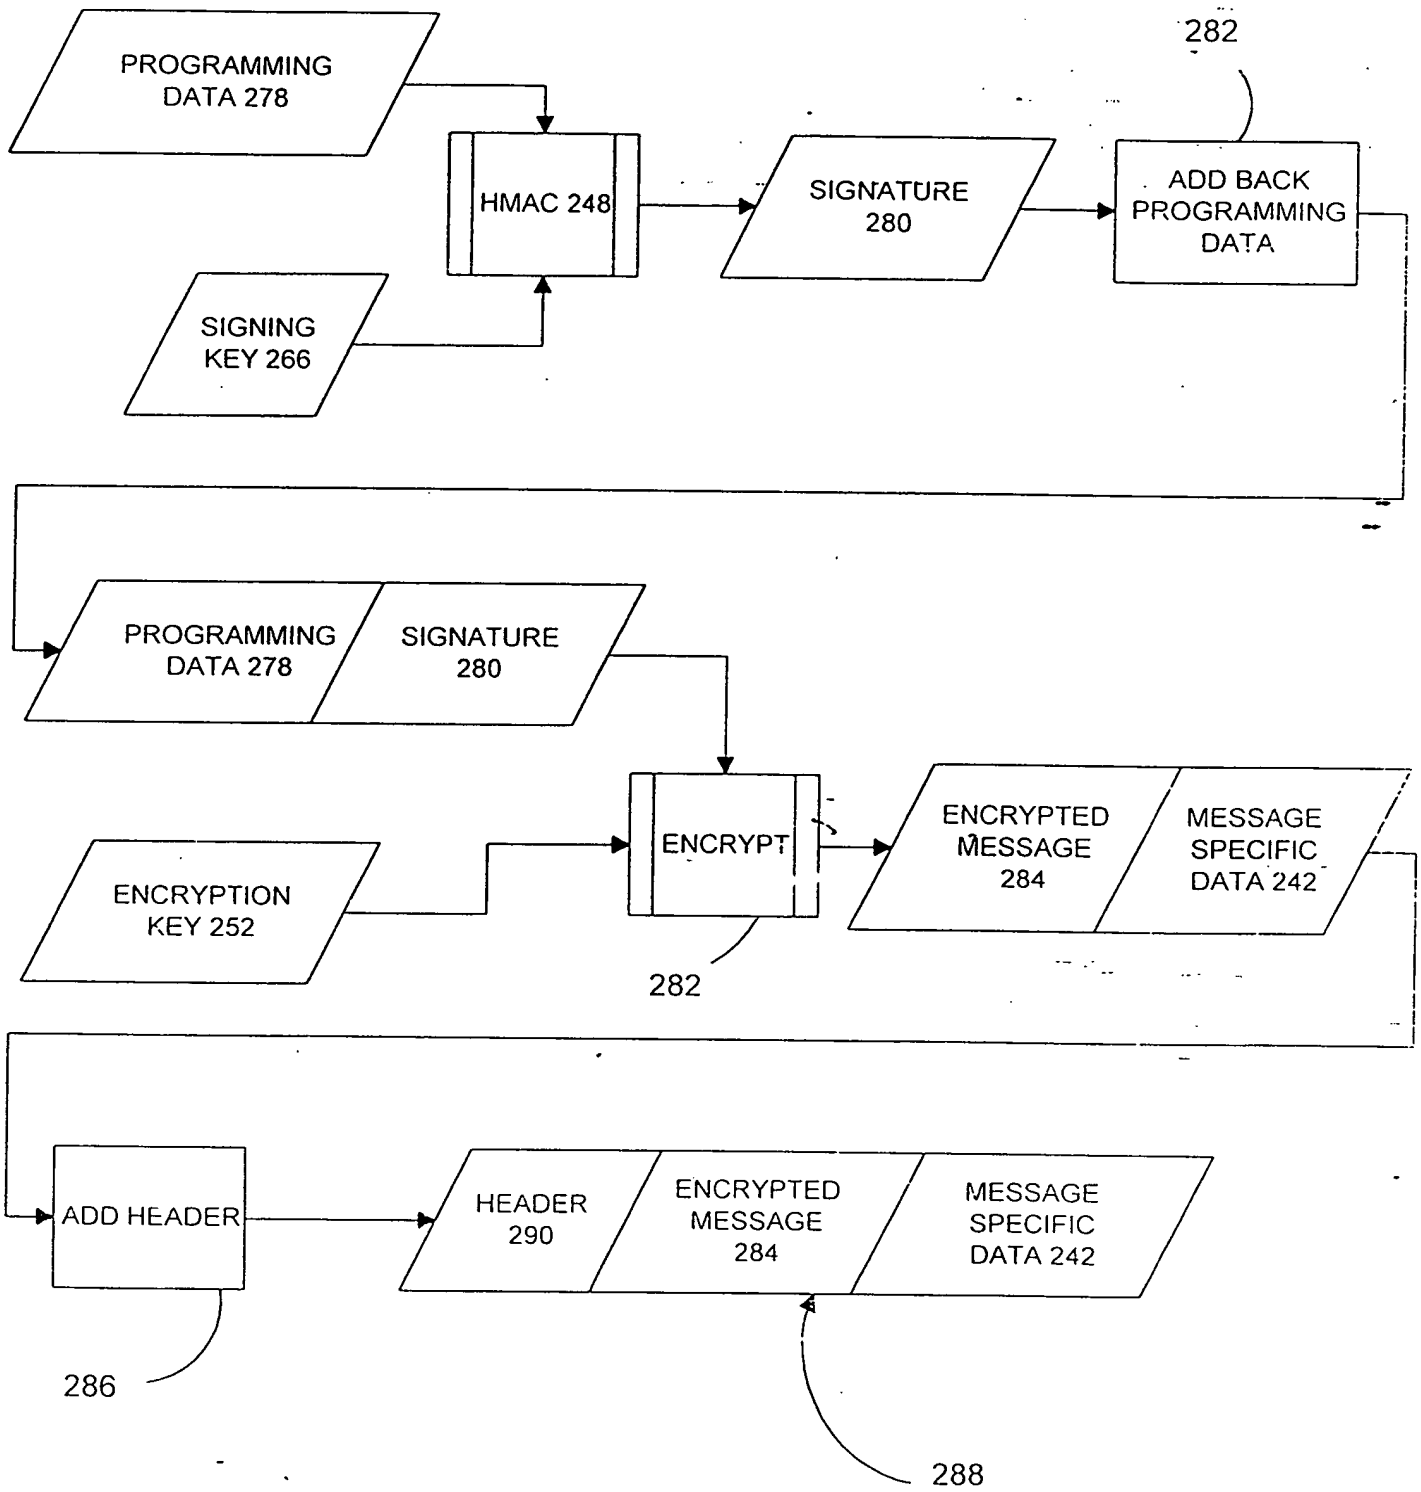 282
PROGRAMMING
DATA 278
HMAC 248
SIGNATURE
280
ADD BACK
PROGRAMMING
DATA
SIGNING
KEY 266
PROGRAMMING
DATA 278
SIGNATURE
280
ENCRYPT
ENCRYPTED
MESSAGE
284
MESSAGE
SPECIFIC
DATA 242
ENCRYPTION
KEY 252
282
ADD HEADER
HEADER
290
ENCRYPTED
MESSAGE
284
MESSAGE
SPECIFIC
DATA 242
286
288